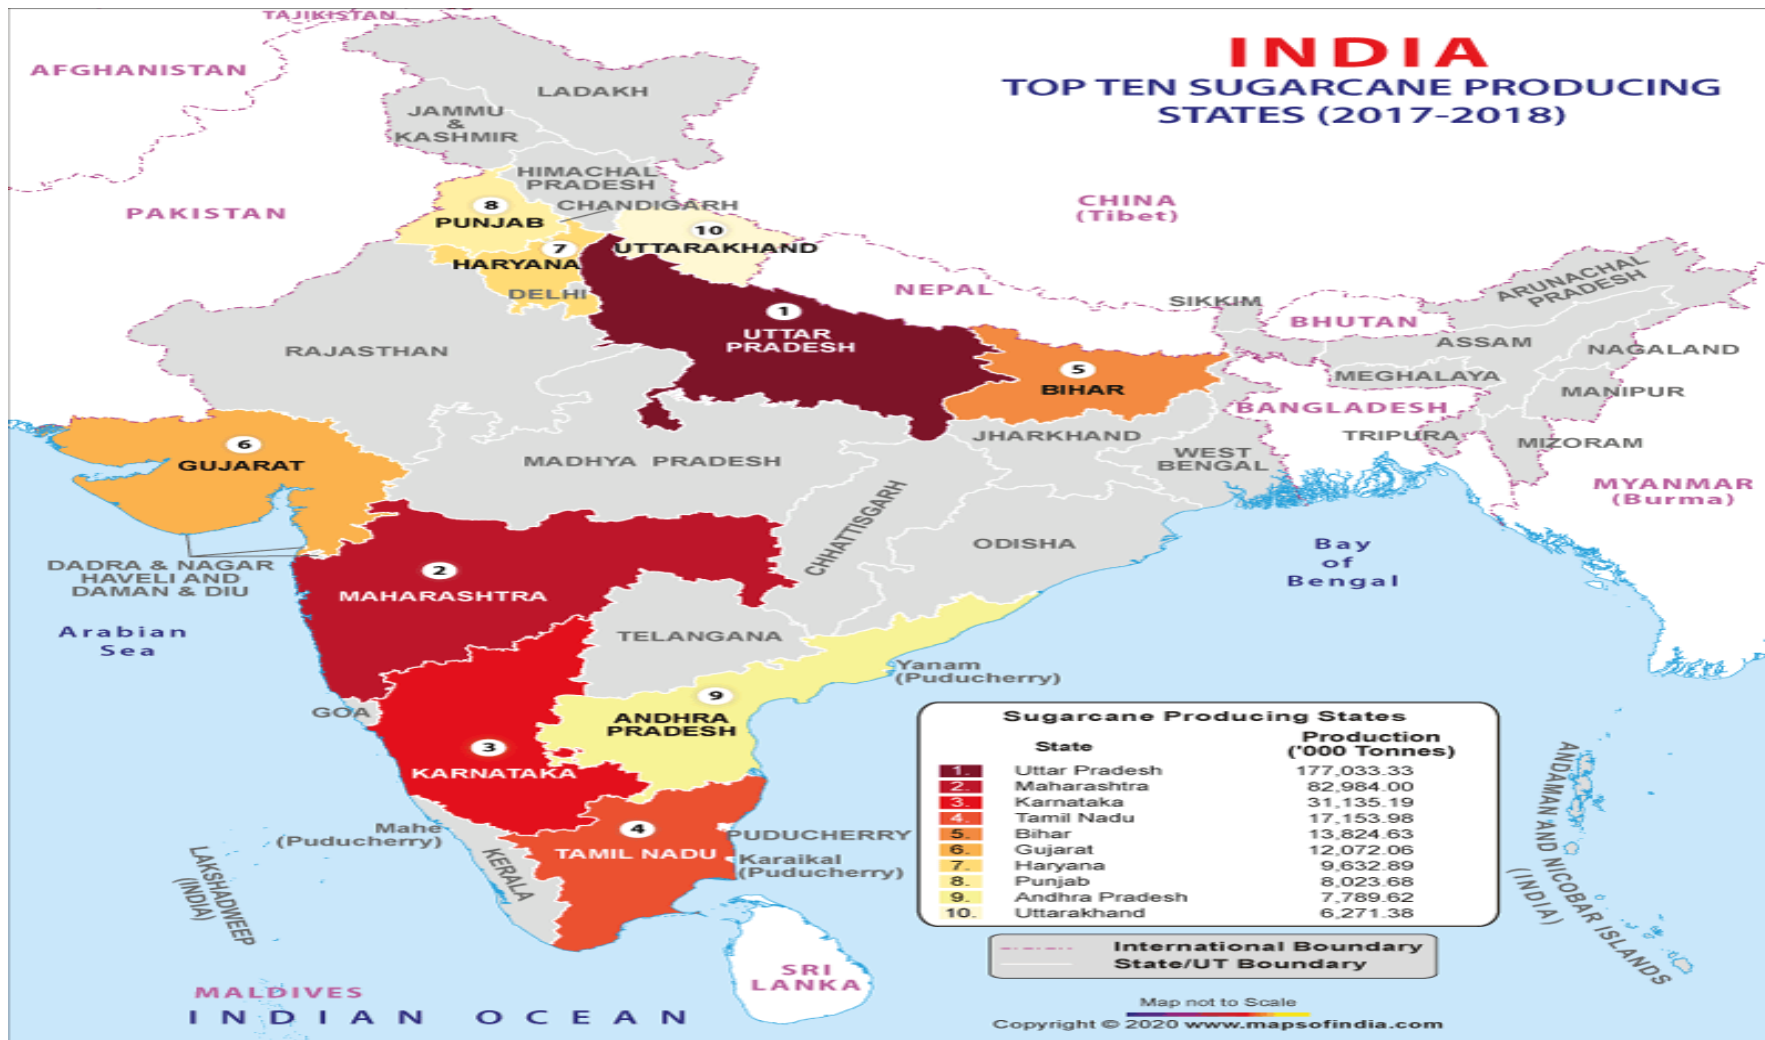 INDIA
TOP TEN SUGARCANE PRODUCING
STATES (2017-2018)
TAJIKISTAN
AFGHANISTAN
LADAKH
JAMMU
&
KASHMIR
HIMACHAL
PRADESH
PAKISTAN
CHINA
(Tibet)
8
PUNJAB
CHANDIGARH
10
UTTARAKHAND
7
HARYANA
DELHI
NEPAL
ARUNACHAL
PRADESH
SIKKIM
BHUTAN
1
UTTAR
PRADESH
RAJASTHAN
ASSAM
NAGALAND
MEGHALAYA
MANIPUR
5
BIHAR
BANGLADESH
JHARKHAND
TRIPURA
MIZORAM
6
GUJARAT
MADHYA PRADESH
WEST
BENGAL
MYANMAR
(Burma)
CHHATTISGARH
ODISHA
Bay
of
Bengal
DADRA & NAGAR
HAVELI AND
DAMAN & DIU
2
MAHARASHTRA
Arabian
Sea
TELANGANA
Yanam
(Puducherry)
9
ANDHRA
PRADESH
GOA
3
KARNATAKA
Mahe
(Puducherry)
4
TAMIL NADU
PUDUCHERRY
Karaikal
(Puducherry)
KERALA
LAKSHADWEEP
(INDIA)
ANDAMAN AND NICOBAR ISLANDS
(INDIA)
SRI
LANKA
MALDIVES
INDIAN OCEAN
Sugarcane Producing States
State Production
('000 Tonnes)
1. Uttar Pradesh 177,033.33
2. Maharashtra 82,984.00
3. Karnataka 31,135.19
4. Tamil Nadu 17,153.98
5. Bihar 13,824.63
6. Gujarat 12,072.06
7. Haryana 9,632.89
8. Punjab 8,023.68
9. Andhra Pradesh 7,789.62
10. Uttarakhand 6,271.38
International Boundary
State/UT Boundary
Map not to Scale
Copyright © 2020 www.mapsofindia.com